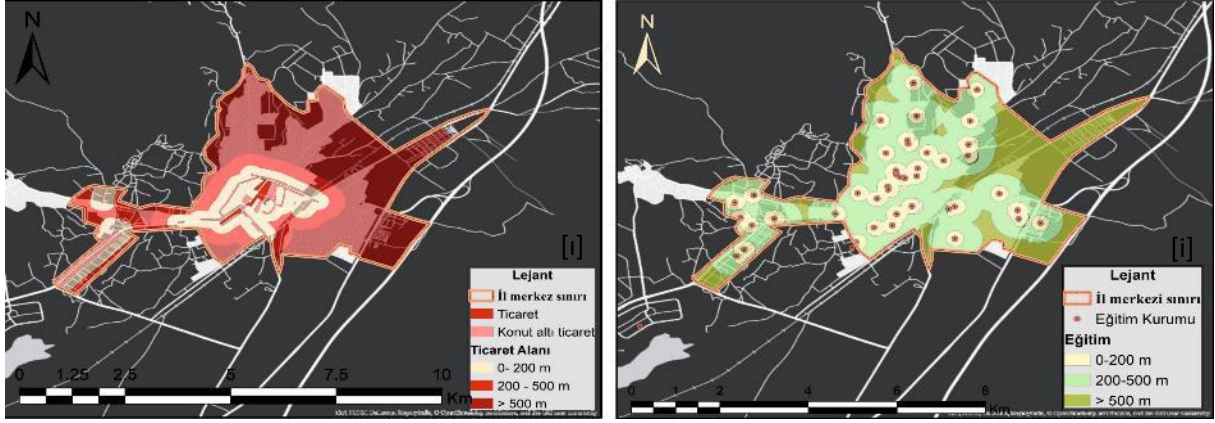 N
[ı]
Lejant
İl merkez sınırı
Ticaret
Konut altı ticaret
Ticaret Alanı
0- 200 m
200 - 500 m
> 500 m
0 1.25 2.5 5 7.5 10
Km
N
[i]
Lejant
İl merkezi sınırı
Eğitim Kurumu
Eğitim
0-200 m
200-500 m
> 500 m
0 1 2 4 6 8
Km